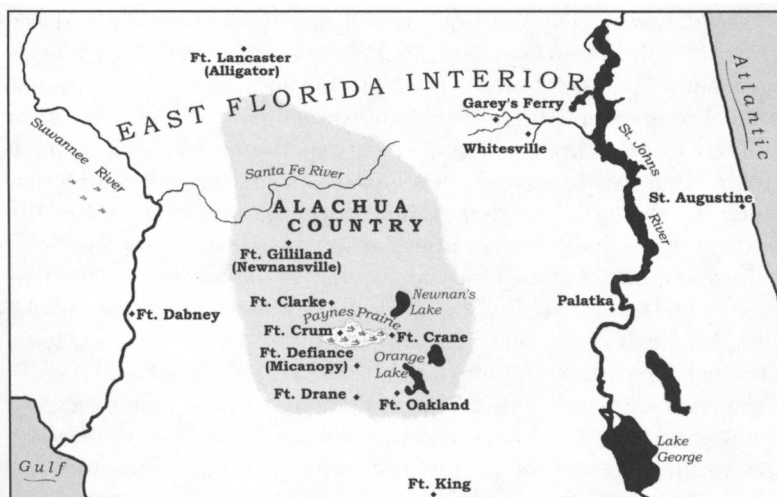 Ft. Lancaster
(Alligator)
EAST FLORIDA INTERIOR
Atlantic
Garey's Ferry
Whitesville
Suwannee River
St. Johns
River
Santa Fe River
St. Augustine
ALACHUA
COUNTRY
Ft. Gilliland
(Newnansville)
Ft. Clarke
Newnan's
Lake
Palatka
Ft. Dabney
Paynes Prairie
Ft. Crum
Ft. Crane
Ft. Defiance
(Micanopy)
Orange
Lake
Ft. Drane
Ft. Oakland
Lake
George
Gulf
Ft. King